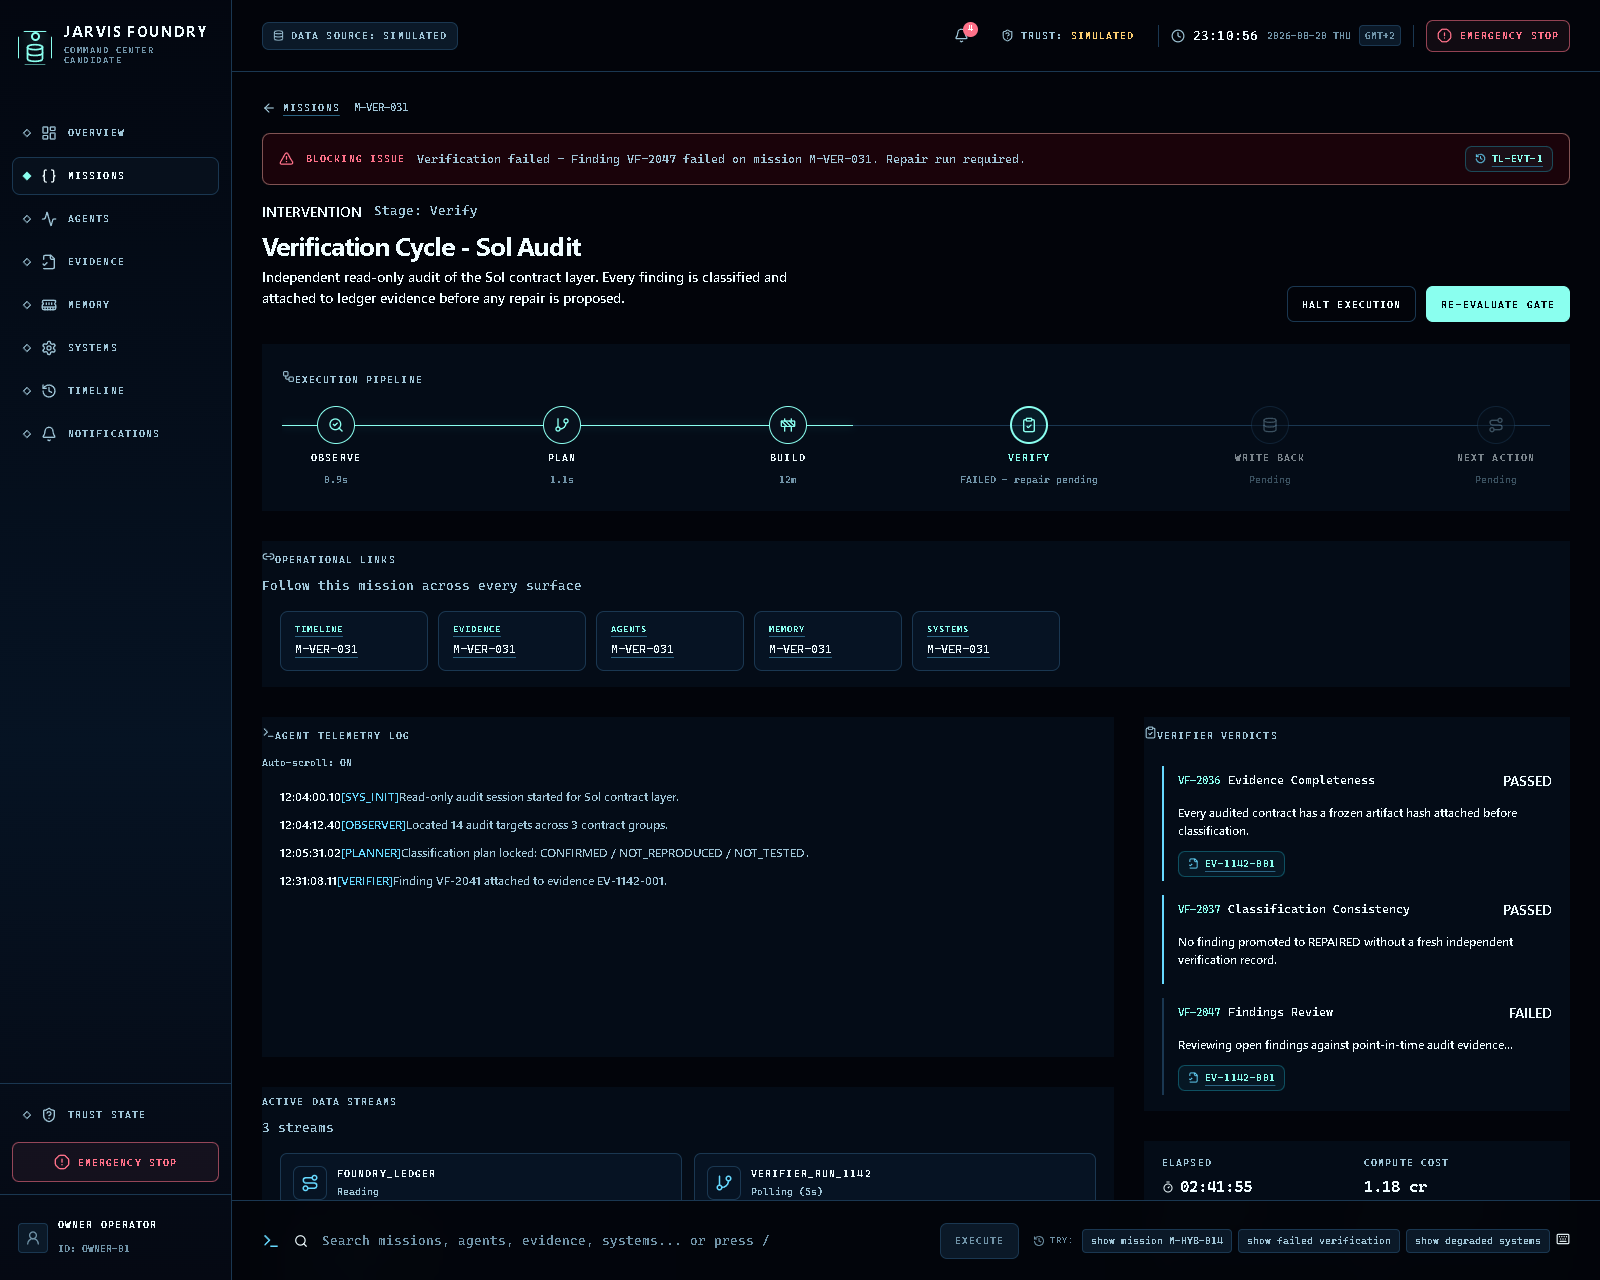 JARVIS FOUNDRY
COMMAND CENTER
CANDIDATE
OVERVIEW
MISSIONS
AGENTS
EVIDENCE
MEMORY
SYSTEMS
TIMELINE
NOTIFICATIONS
TRUST STATE
EMERGENCY STOP
OWNER OPERATOR
ID: OWNER-01
DATA SOURCE: SIMULATED
4
TRUST: SIMULATED
23:10:56 2026-08-20 THU GMT+2
EMERGENCY STOP
MISSIONS M-VER-031
BLOCKING ISSUE Verification failed — Finding VF-2047 failed on mission M-VER-031. Repair run required.
TL-EVT-1
INTERVENTION Stage: Verify
Verification Cycle - Sol Audit
Independent read-only audit of the Sol contract layer. Every finding is classified and
attached to ledger evidence before any repair is proposed.
HALT EXECUTION
RE-EVALUATE GATE
EXECUTION PIPELINE
OBSERVE
0.9s
PLAN
1.1s
BUILD
12m
VERIFY
FAILED — repair pending
WRITE BACK
Pending
NEXT ACTION
Pending
OPERATIONAL LINKS
Follow this mission across every surface
TIMELINE
M-VER-031
EVIDENCE
M-VER-031
AGENTS
M-VER-031
MEMORY
M-VER-031
SYSTEMS
M-VER-031
AGENT TELEMETRY LOG
Auto-scroll: ON
12:04:00.10[SYS_INIT]Read-only audit session started for Sol contract layer.
12:04:12.40[OBSERVER]Located 14 audit targets across 3 contract groups.
12:05:31.02[PLANNER]Classification plan locked: CONFIRMED / NOT_REPRODUCED / NOT_TESTED.
12:31:08.11[VERIFIER]Finding VF-2041 attached to evidence EV-1142-001.
ACTIVE DATA STREAMS
3 streams
FOUNDRY_LEDGER
Reading
VERIFIER_RUN_1142
Polling (5s)
VERIFIER VERDICTS
VF-2036 Evidence Completeness PASSED
Every audited contract has a frozen artifact hash attached before
classification.
EV-1142-001
VF-2037 Classification Consistency PASSED
No finding promoted to REPAIRED without a fresh independent
verification record.
VF-2047 Findings Review FAILED
Reviewing open findings against point-in-time audit evidence...
EV-1142-001
ELAPSED
02:41:55
COMPUTE COST
1.18 cr
Search missions, agents, evidence, systems... or press /
EXECUTE
TRY:
show mission M-HYB-014
show failed verification
show degraded systems